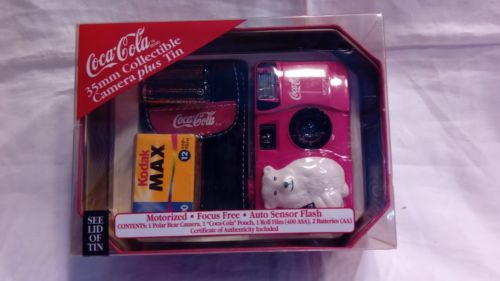 Coca-Cola
35mm Collectible
Camera plus Tin
Coca-Cola
Coca-Cola
Kodak
MAX
12
SEE
LID OF
TIN
Motorized • Focus Free • Auto Sensor Flash
CONTENTS: 1 Polar Bear Camera, 1 "Coca-Cola" Pouch, 1 Roll Film (400 ASA), 2 Batteries (AA)
Certificate of Authenticity Included